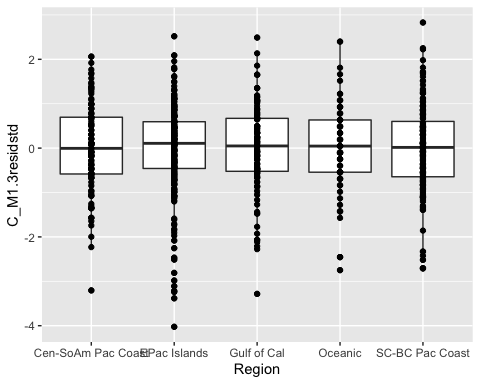 2
0
-2
-4
C_M1.3residstd
Cen-SoAm Pac Coast EPac Islands Gulf of Cal Oceanic SC-BC Pac Coast
Region